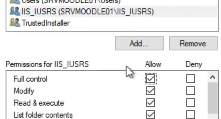 Users (SRVMOODLE01\Users)
IIS_IUSRS (SRVMOODLE01\IIS_IUSRS)
TrustedInstaller
Add... Remove
Permissions for IIS_IUSRS Allow Deny
Full control
Modify
Read & execute
List folder contents